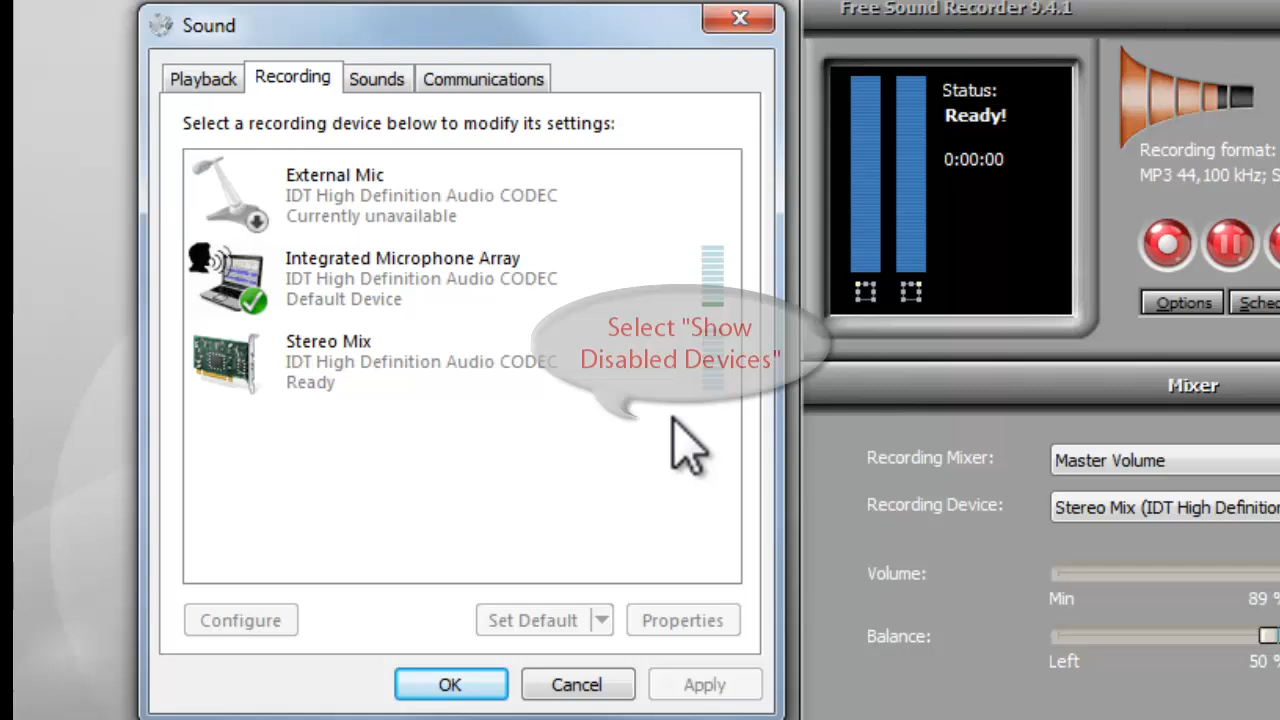 Sound
Playback
Recording
Sounds
Communications
Select a recording device below to modify its settings:
External Mic
IDT High Definition Audio CODEC
Currently unavailable
Integrated Microphone Array
IDT High Definition Audio CODEC
Default Device
Stereo Mix
IDT High Definition Audio CODEC
Ready
Select "Show
Disabled Devices"
Configure
Set Default
Properties
OK
Cancel
Apply
Free Sound Recorder 9.4.1
Status:
Ready!
0:00:00
Recording format:
MP3 44,100 kHz; S
Options
Sched
Mixer
Recording Mixer:
Master Volume
Recording Device:
Stereo Mix (IDT High Definition
Volume:
Min
89 %
Balance:
Left
50 %